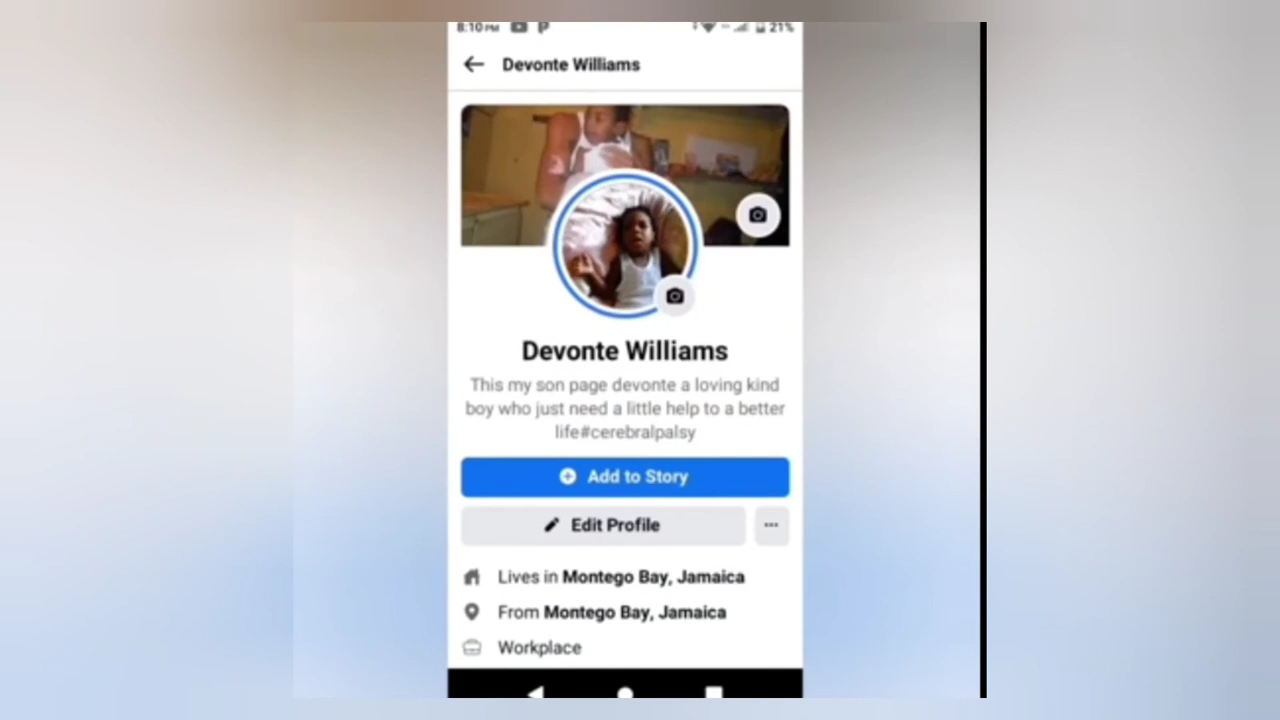 8:10 PM P 21%
Devonte Williams
Devonte Williams
This my son page devonte a loving kind
boy who just need a little help to a better
life#cerebralpalsy
Add to Story
Edit Profile
Lives in Montego Bay, Jamaica
From Montego Bay, Jamaica
Workplace